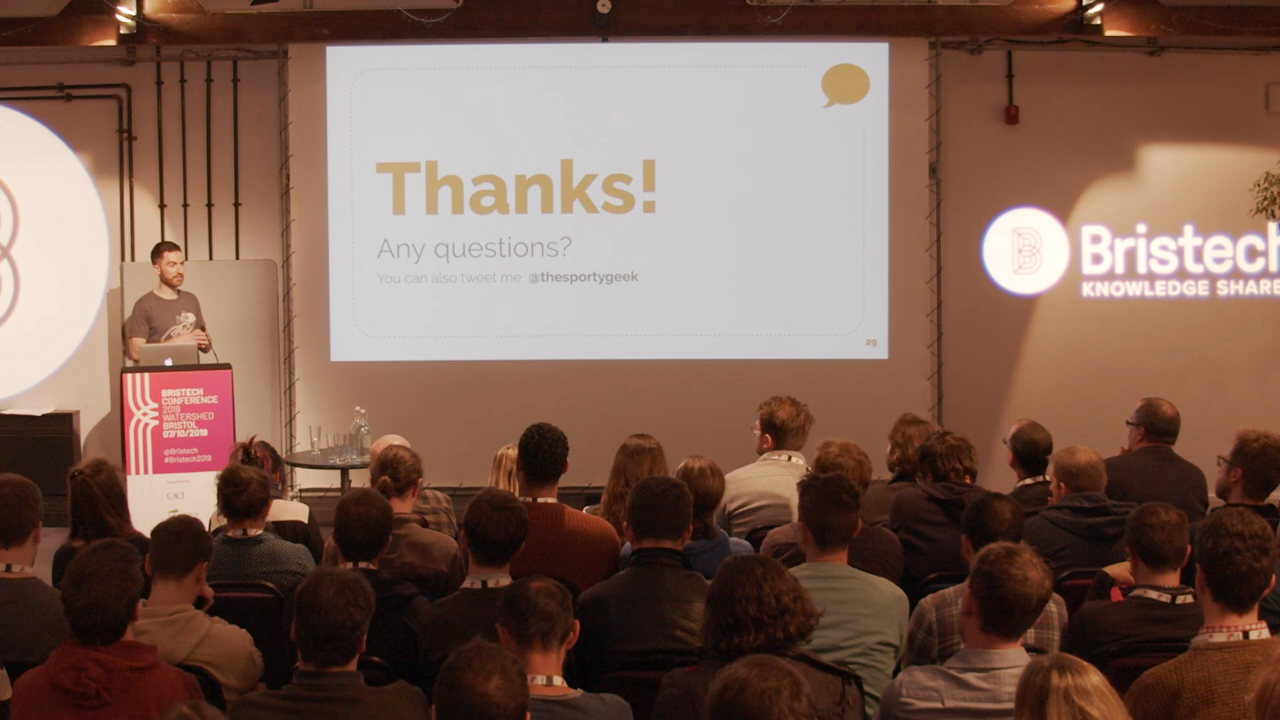 Thanks!
Any questions?
You can also tweet me @thesportygeek
29
Bristech
KNOWLEDGE SHARE
BRISTECH
CONFERENCE
2019
WATERSHED
BRISTOL
07/10/2019
@Bristech
#Bristech2019
CACI